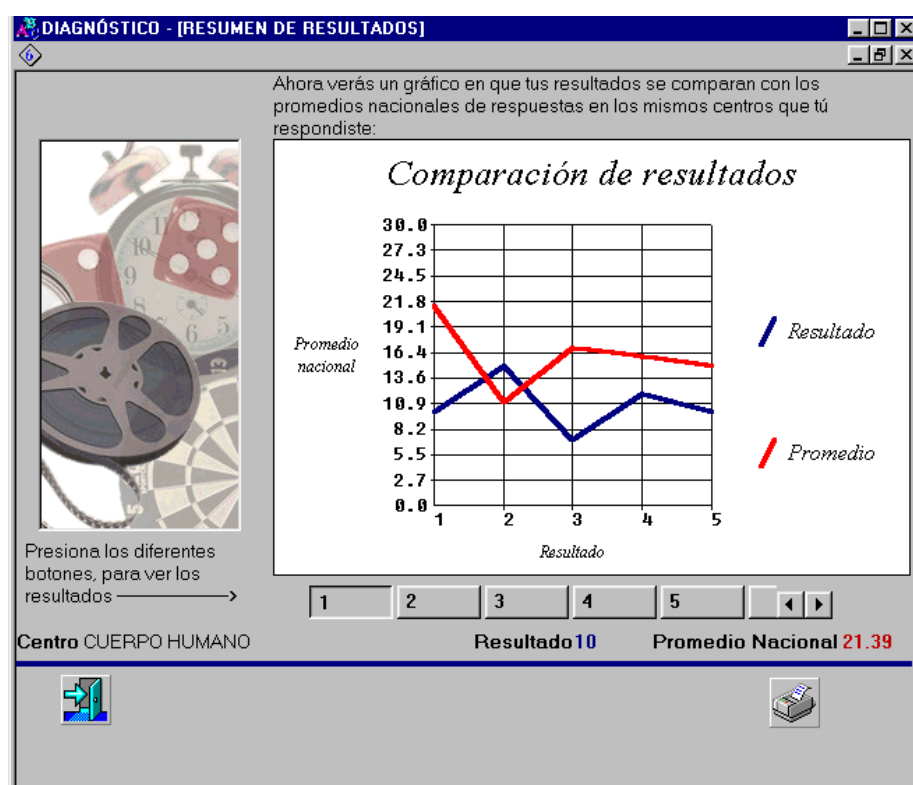 DIAGNÓSTICO - [RESUMEN DE RESULTADOS]
6
Ahora verás un gráfico en que tus resultados se comparan con los
promedios nacionales de respuestas en los mismos centros que tú
respondiste:
Comparación de resultados
30.0
27.3
24.5
21.8
19.1
16.4
13.6
10.9
8.2
5.5
2.7
0.0
Promedio
nacional
1 2 3 4 5
Resultado
Resultado
Promedio
Presiona los diferentes
botones, para ver los
resultados
1 2 3 4 5
Centro CUERPO HUMANO Resultado 10 Promedio Nacional 21.39